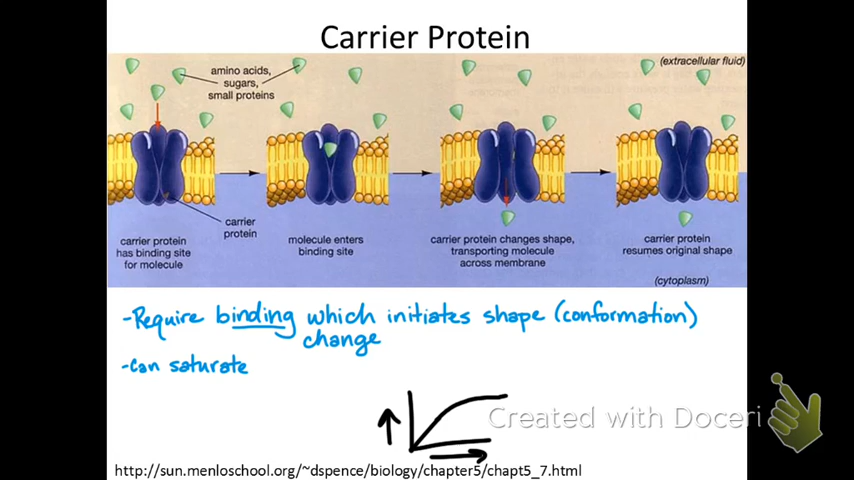 Carrier Protein
(extracellular fluid)
amino acids,
sugars,
small proteins
carrier
protein
carrier protein
has binding site
for molecule
molecule enters
binding site
carrier protein changes shape,
transporting molecule
across membrane
carrier protein
resumes original shape
(cytoplasm)
-Require binding which initiates shape (conformation)
change
-Can saturate
Created with Doceri
http://sun.menloschool.org/~dspence/biology/chapter5/chapt5_7.html